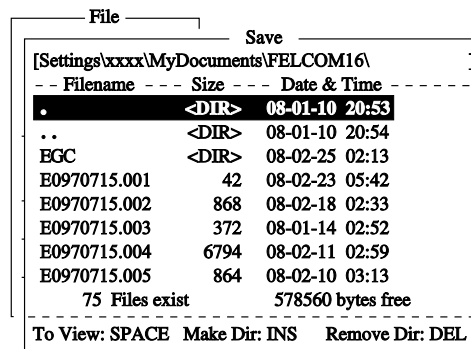 File
Save
[Settings\xxxx\MyDocuments\FELCOM16\ ]
Filename Size Date & Time
. <DIR> 08-01-10 20:53
.. <DIR> 08-01-10 20:54
EGC <DIR> 08-02-25 02:13
E0970715.001 42 08-02-23 05:42
E0970715.002 868 08-02-18 02:33
E0970715.003 372 08-01-14 02:52
E0970715.004 6794 08-02-11 02:59
E0970715.005 864 08-02-10 03:13
75 Files exist 578560 bytes free
To View: SPACE Make Dir: INS Remove Dir: DEL